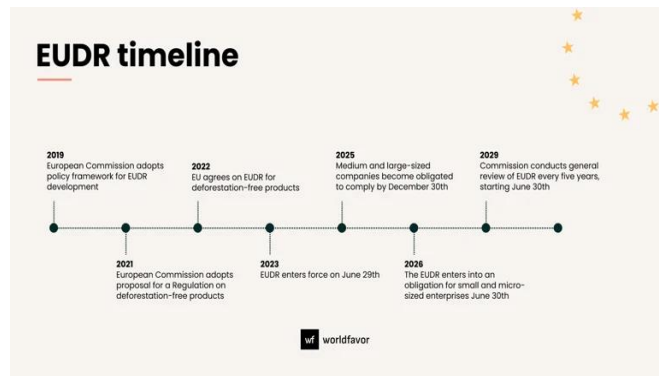 EUDR timeline
2019
European Commission adopts
policy framework for EUDR
development
2022
EU agrees on EUDR for
deforestation-free products
2025
Medium and large-sized
companies become obligated
to comply by December 30th
2029
Commission conducts general
review of EUDR every five years,
starting June 30th
2021
European Commission adopts
proposal for a Regulation on
deforestation-free products
2023
EUDR enters force on June 29th
2026
The EUDR enters into an
obligation for small and micro-
sized enterprises June 30th
wf worldfavor